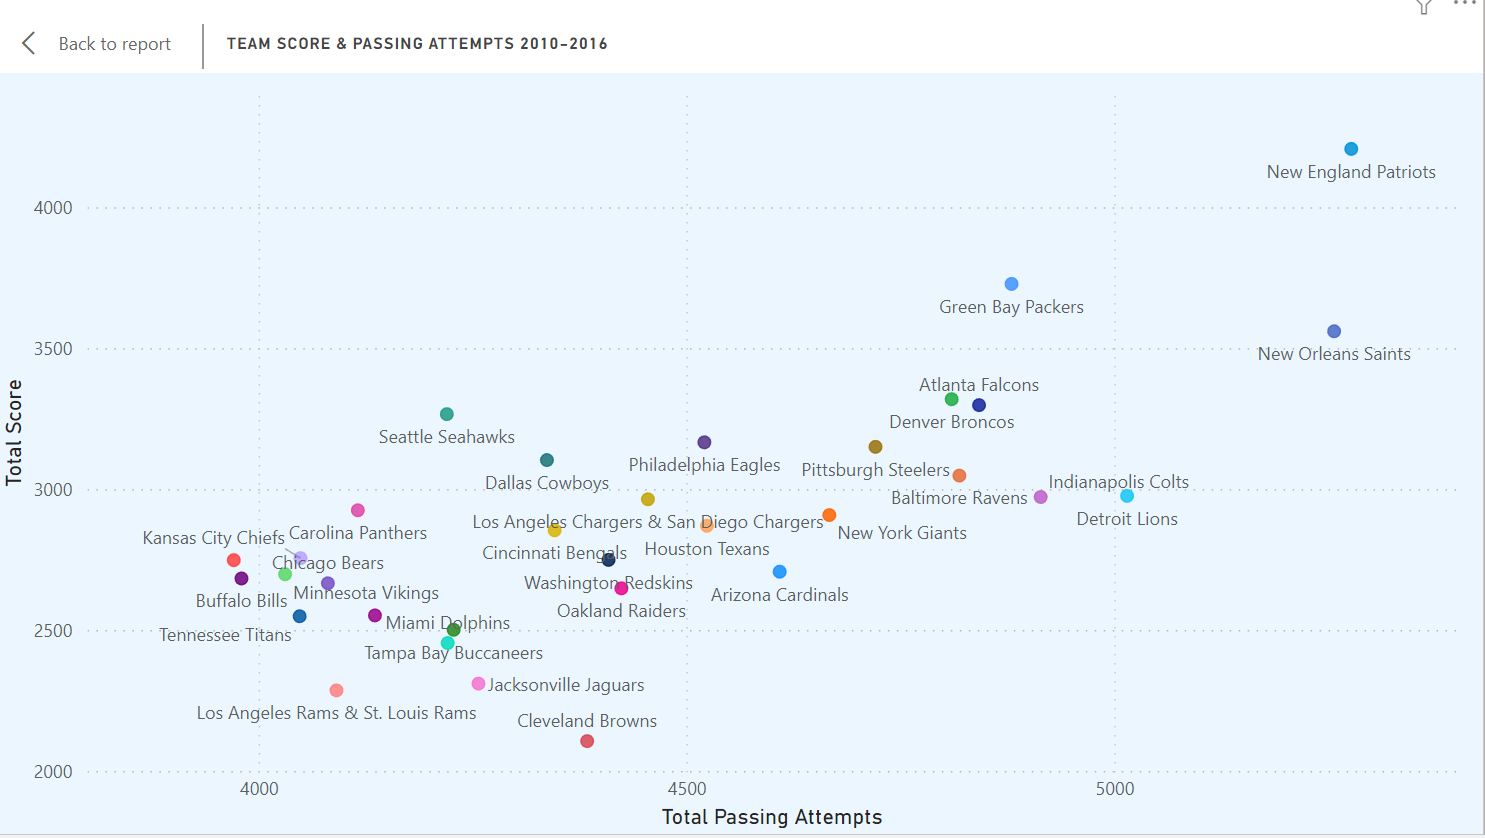 Back to report
TEAM SCORE & PASSING ATTEMPTS 2010-2016
New England Patriots
4000
Green Bay Packers
3500
New Orleans Saints
Atlanta Falcons
Denver Broncos
Seattle Seahawks
Philadelphia Eagles
Pittsburgh Steelers
Dallas Cowboys
Indianapolis Colts
3000
Baltimore Ravens
Detroit Lions
Los Angeles Chargers & San Diego Chargers
New York Giants
Carolina Panthers
Kansas City Chiefs
Cincinnati Bengals
Houston Texans
Chicago Bears
Washington Redskins
Minnesota Vikings
Arizona Cardinals
Buffalo Bills
Oakland Raiders
Miami Dolphins
2500
Tennessee Titans
Tampa Bay Buccaneers
Jacksonville Jaguars
Los Angeles Rams & St. Louis Rams
Cleveland Browns
2000
4000
4500
5000
Total Passing Attempts
Total Score